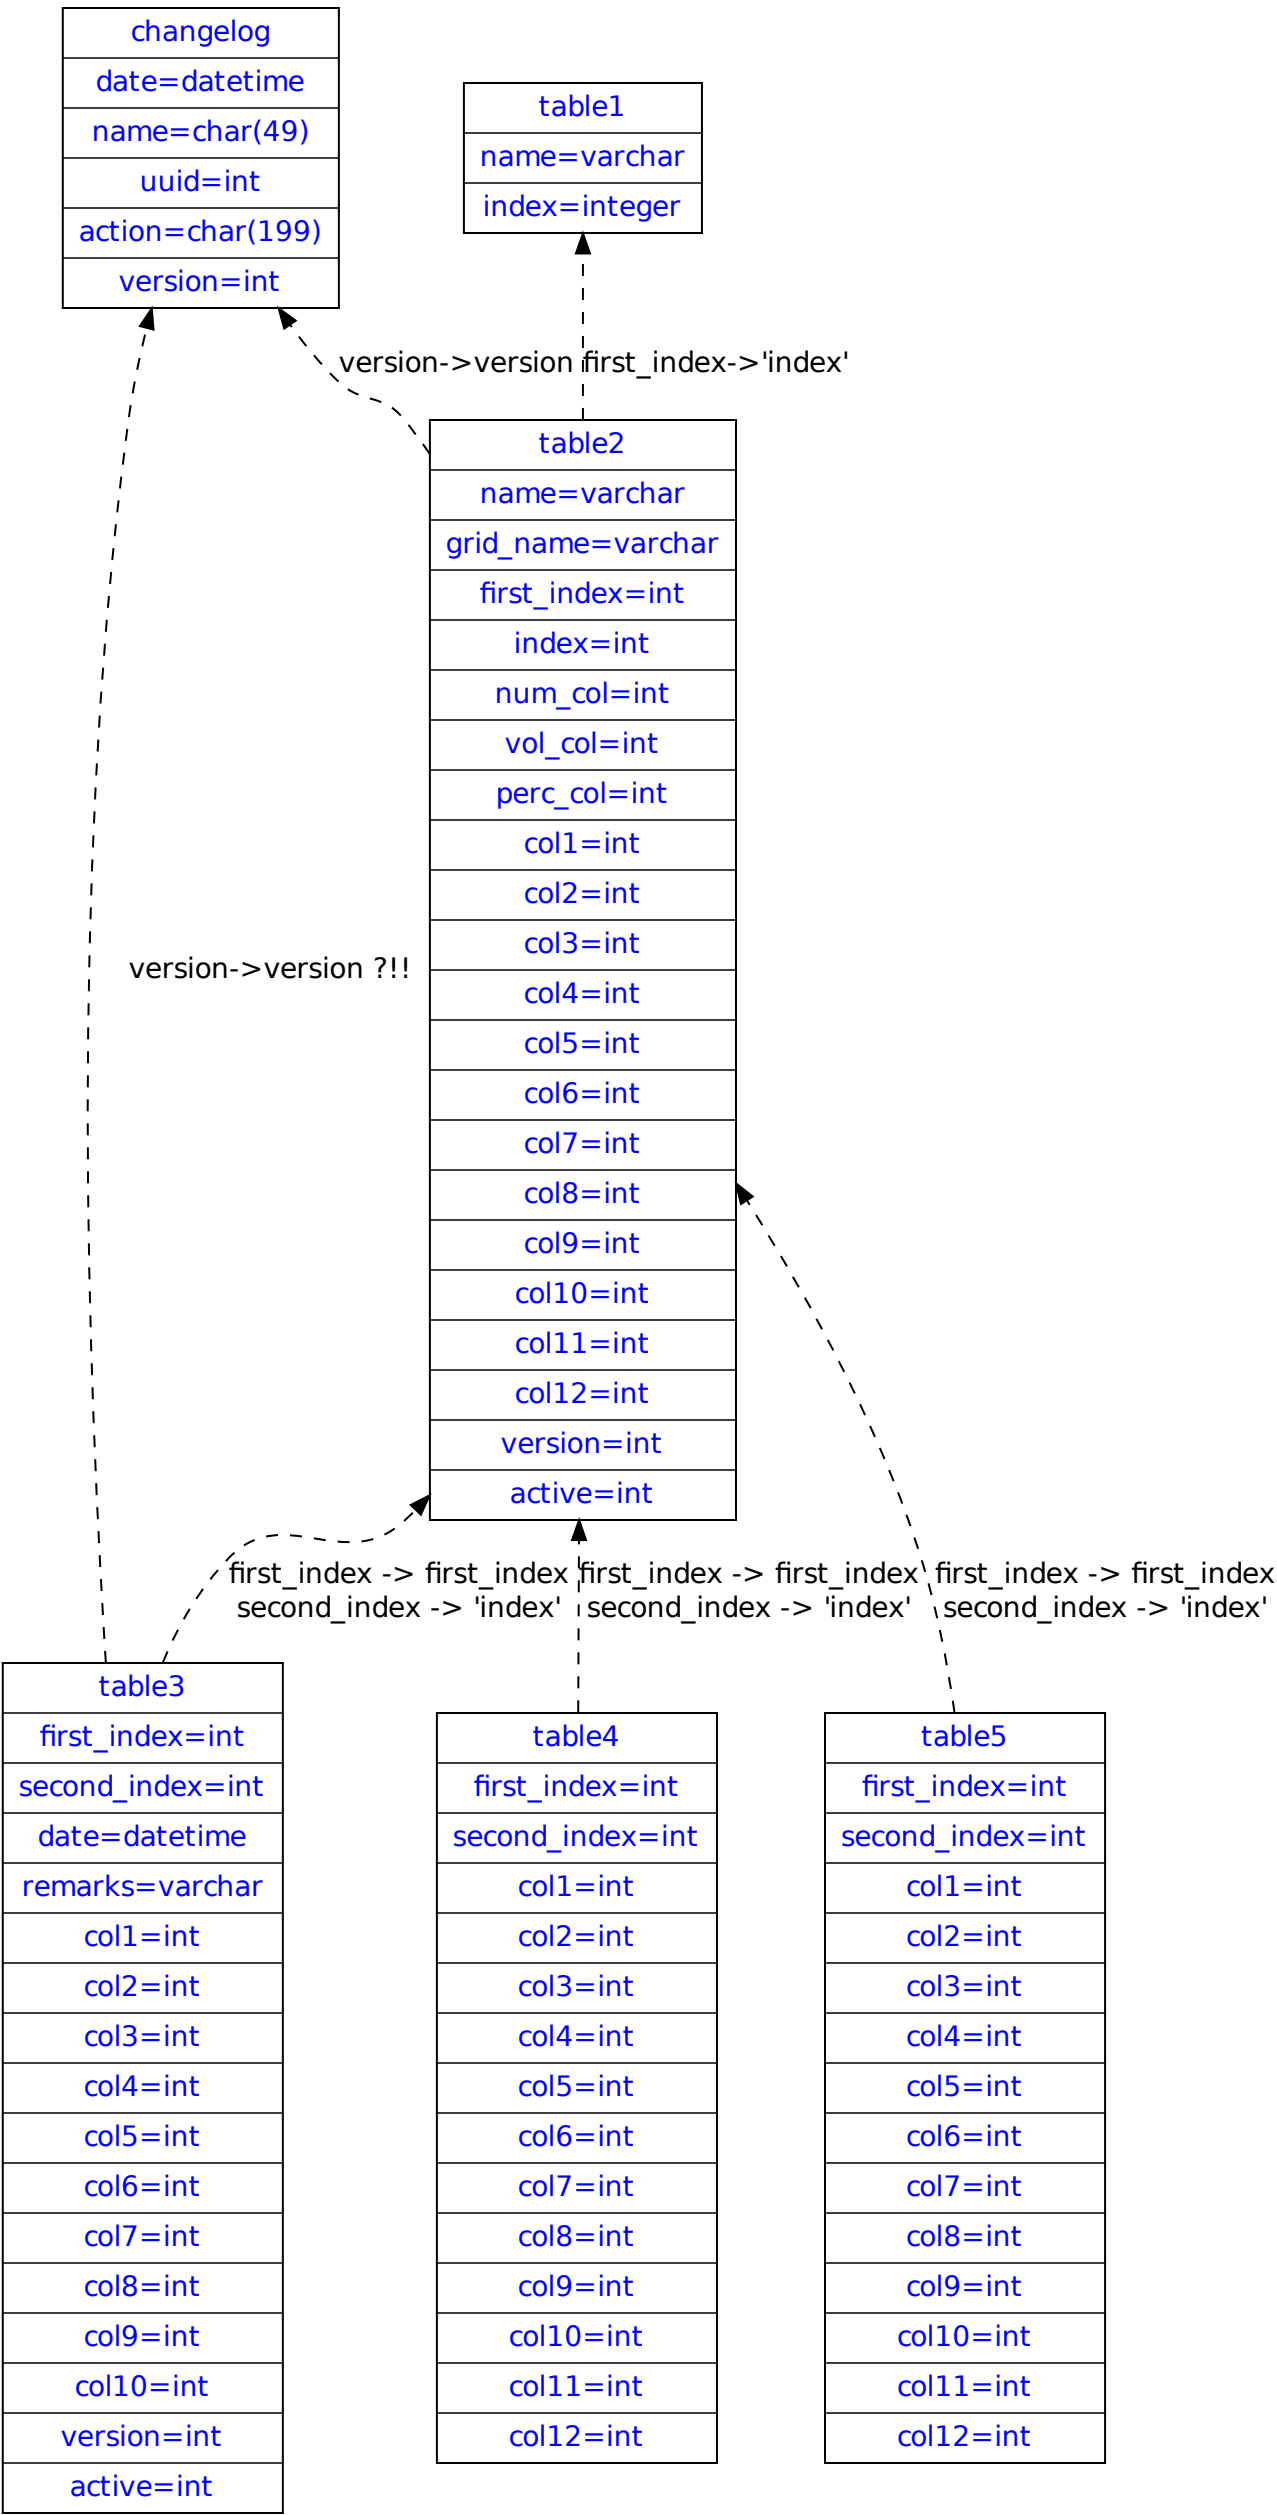 changelog
date=datetime
name=char(49)
uuid=int
action=char(199)
version=int
table1
name=varchar
index=integer
version->version
first_index->'index'
table2
name=varchar
grid_name=varchar
first_index=int
index=int
num_col=int
vol_col=int
perc_col=int
col1=int
col2=int
col3=int
col4=int
col5=int
col6=int
col7=int
col8=int
col9=int
col10=int
col11=int
col12=int
version=int
active=int
version->version ?!!
first_index -> first_index
second_index -> 'index'
first_index -> first_index
second_index -> 'index'
first_index -> first_index
second_index -> 'index'
table3
first_index=int
second_index=int
date=datetime
remarks=varchar
col1=int
col2=int
col3=int
col4=int
col5=int
col6=int
col7=int
col8=int
col9=int
col10=int
version=int
active=int
table4
first_index=int
second_index=int
col1=int
col2=int
col3=int
col4=int
col5=int
col6=int
col7=int
col8=int
col9=int
col10=int
col11=int
col12=int
table5
first_index=int
second_index=int
col1=int
col2=int
col3=int
col4=int
col5=int
col6=int
col7=int
col8=int
col9=int
col10=int
col11=int
col12=int